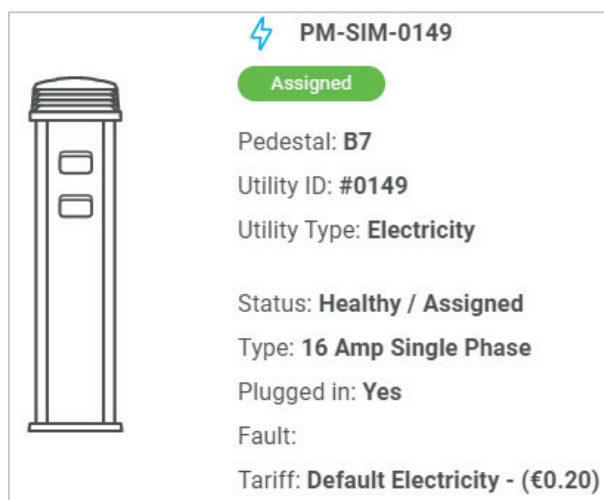 PM-SIM-0149
Assigned
Pedestal: B7
Utility ID: #0149
Utility Type: Electricity
Status: Healthy / Assigned
Type: 16 Amp Single Phase
Plugged in: Yes
Fault:
Tariff: Default Electricity - (€0.20)